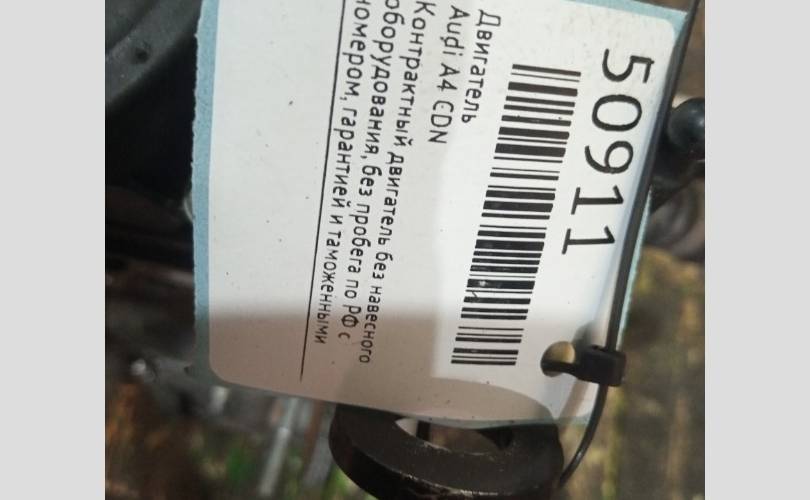 50911
Двигатель
Audi A4 CDN
Контрактный двигатель без навесного
оборудования, без пробега по РФ с
номером, гарантией и таможенными